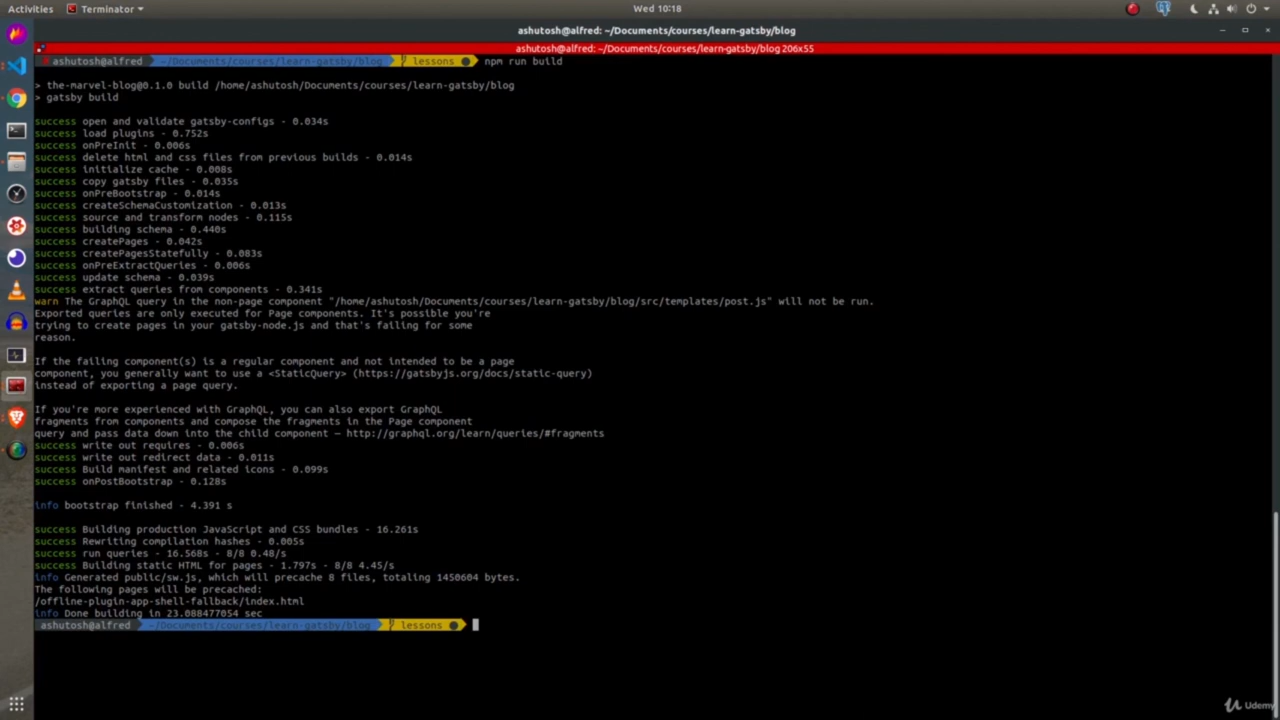 Activities Terminator Wed 10:18
ashutosh@alfred: ~/Documents/courses/learn-gatsby/blog
ashutosh@alfred: ~/Documents/courses/learn-gatsby/blog 206x55
ashutosh@alfred ~/Documents/courses/learn-gatsby/blog lessons npm run build
> the-marvel-blog@0.1.0 build /home/ashutosh/Documents/courses/learn-gatsby/blog
> gatsby build
success open and validate gatsby-configs - 0.034s
success load plugins - 0.752s
success onPreInit - 0.006s
success delete html and css files from previous builds - 0.014s
success initialize cache - 0.008s
success copy gatsby files - 0.035s
success onPreBootstrap - 0.014s
success createSchemaCustomization - 0.013s
success source and transform nodes - 0.115s
success building schema - 0.440s
success createPages - 0.042s
success createPagesStatefully - 0.083s
success onPreExtractQueries - 0.006s
success update schema - 0.039s
success extract queries from components - 0.341s
warn The GraphQL query in the non-page component "/home/ashutosh/Documents/courses/learn-gatsby/blog/src/templates/post.js" will not be run.
Exported queries are only executed for Page components. It's possible you're
trying to create pages in your gatsby-node.js and that's failing for some
reason.
If the failing component(s) is a regular component and not intended to be a page
component, you generally want to use a <StaticQuery> (https://gatsbyjs.org/docs/static-query)
instead of exporting a page query.
If you're more experienced with GraphQL, you can also export GraphQL
fragments from components and compose the fragments in the Page component
query and pass data down into the child component — http://graphql.org/learn/queries/#fragments
success write out requires - 0.006s
success write out redirect data - 0.011s
success Build manifest and related icons - 0.099s
success onPostBootstrap - 0.128s
info bootstrap finished - 4.391 s
success Building production JavaScript and CSS bundles - 16.261s
success Rewriting compilation hashes - 0.005s
success run queries - 16.568s - 8/8 0.48/s
success Building static HTML for pages - 1.797s - 8/8 4.45/s
info Generated public/sw.js, which will precache 8 files, totaling 1450604 bytes.
The following pages will be precached:
/offline-plugin-app-shell-fallback/index.html
info Done building in 23.088477054 sec
ashutosh@alfred ~/Documents/courses/learn-gatsby/blog lessons
Udemy